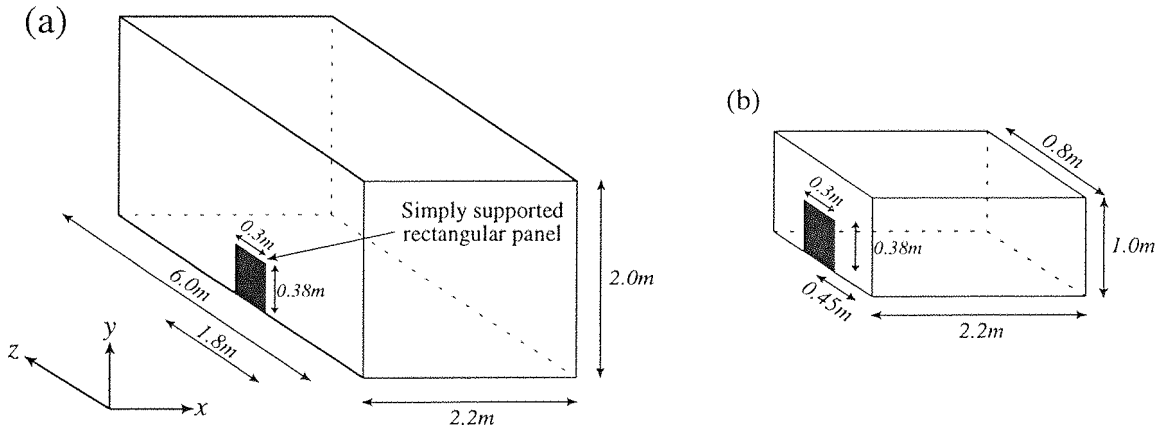 (a)
Simply supported
rectangular panel
0.3m
0.38m
6.0m
1.8m
2.0m
2.2m
y
z
x
(b)
0.8m
0.3m
0.38m
1.0m
0.45m
2.2m